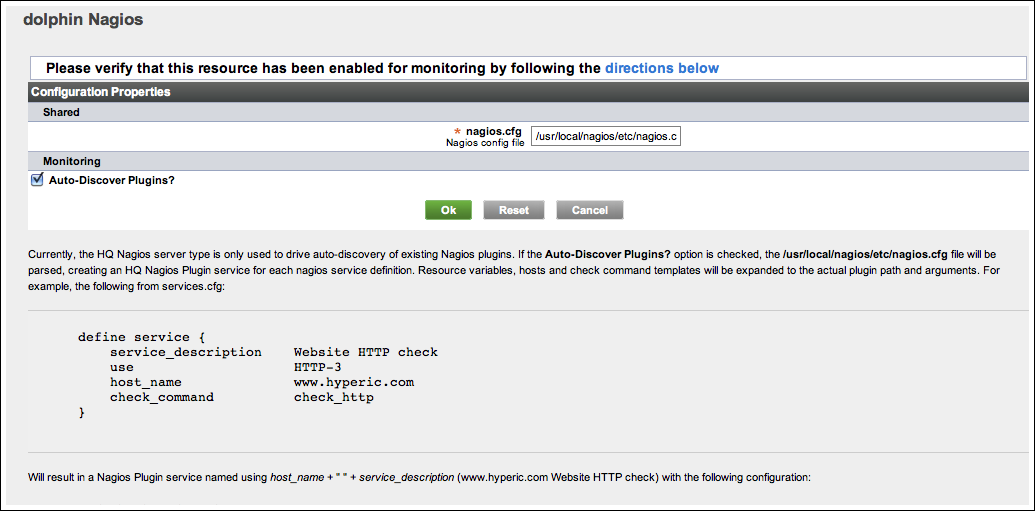 dolphin Nagios
Please verify that this resource has been enabled for monitoring by following the directions below
Configuration Properties
Shared
* nagios.cfg /usr/local/nagios/etc/nagios.c
Nagios config file
Monitoring
Auto-Discover Plugins?
Ok Reset Cancel
Currently, the HQ Nagios server type is only used to drive auto-discovery of existing Nagios plugins. If the Auto-Discover Plugins? option is checked, the /usr/local/nagios/etc/nagios.cfg file will be
parsed, creating an HQ Nagios Plugin service for each nagios service definition. Resource variables, hosts and check command templates will be expanded to the actual plugin path and arguments. For
example, the following from services.cfg:
define service {
service_description Website HTTP check
use HTTP-3
host_name www.hyperic.com
check_command check_http
}
Will result in a Nagios Plugin service named using host_name + " " + service_description (www.hyperic.com Website HTTP check) with the following configuration: